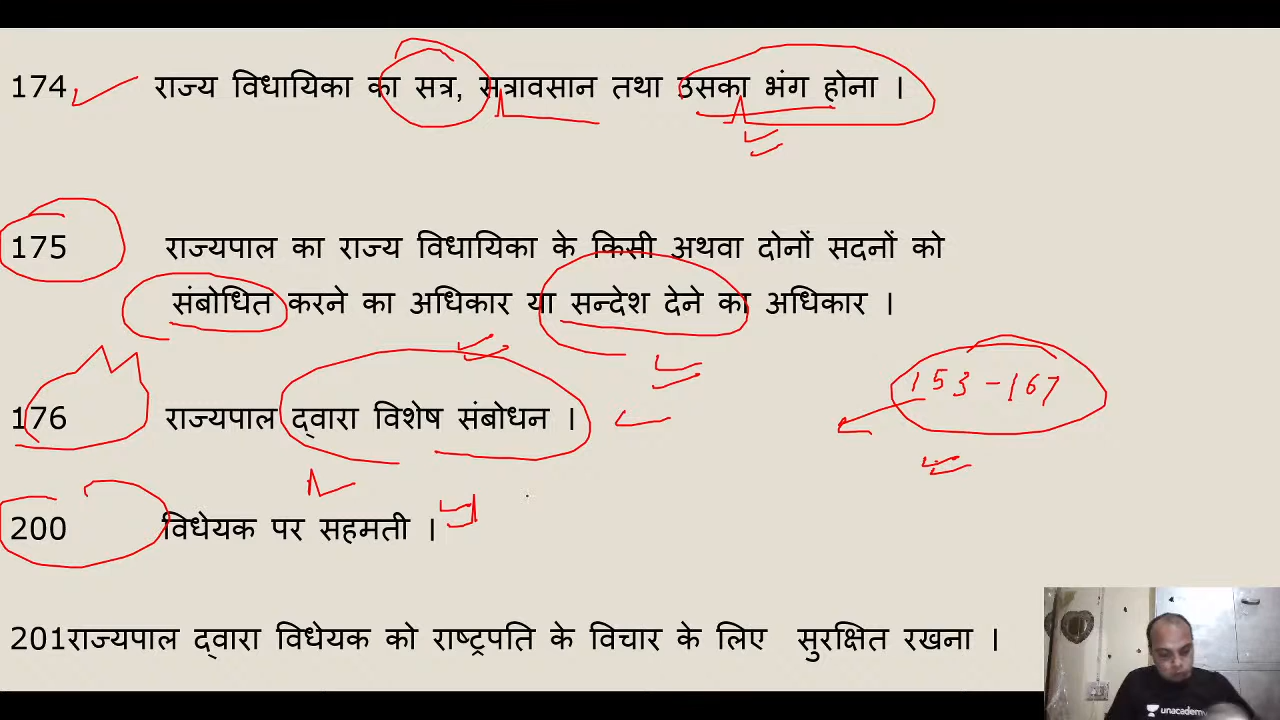 174 राज्य विधायिका का सत्र, सत्रावसान तथा उसका भंग होना ।
175 राज्यपाल का राज्य विधायिका के किसी अथवा दोनों सदनों को
संबोधित करने का अधिकार या सन्देश देने का अधिकार ।
153-167
176 राज्यपाल द्वारा विशेष संबोधन ।
200 विधेयक पर सहमती ।
201राज्यपाल द्वारा विधेयक को राष्ट्रपति के विचार के लिए सुरक्षित रखना ।
unacademy